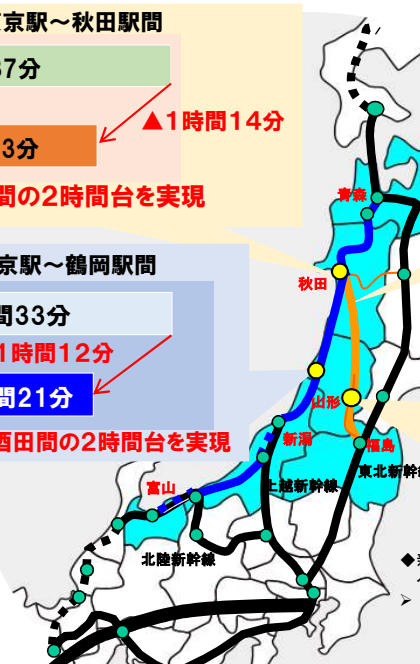 京駅～秋田駅間
7分
3分
▲1時間14分
間の2時間台を実現
京駅～鶴岡駅間
間33分
1時間12分
間21分
酒田間の2時間台を実現
青森
秋田
山形
新潟
福島
富山
上越新幹線
東北新幹
北陸新幹線